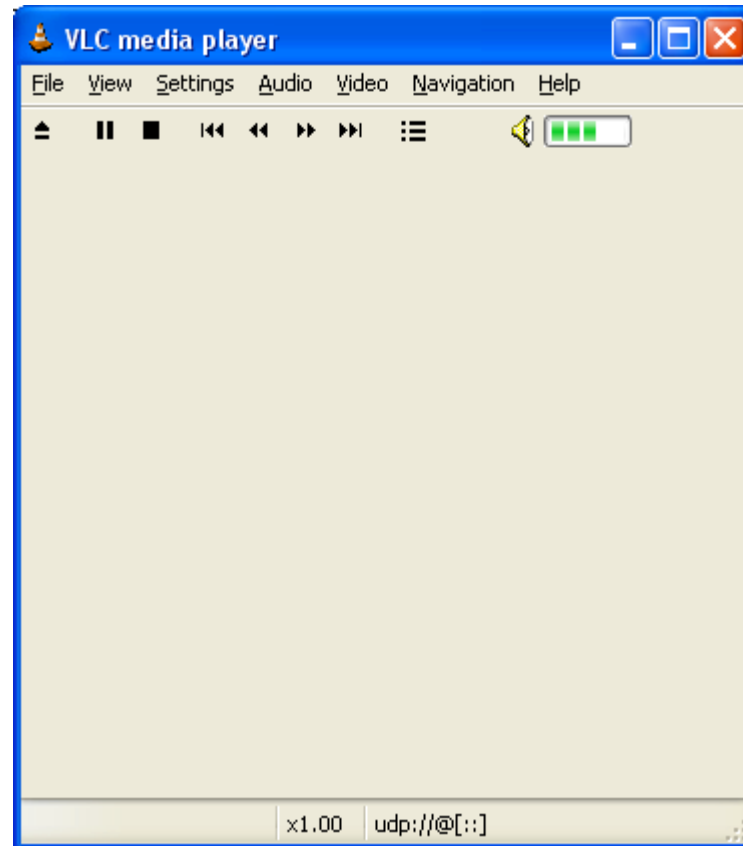 VLC media player
File View Settings Audio Video Navigation Help
x1.00 udp://@[::]